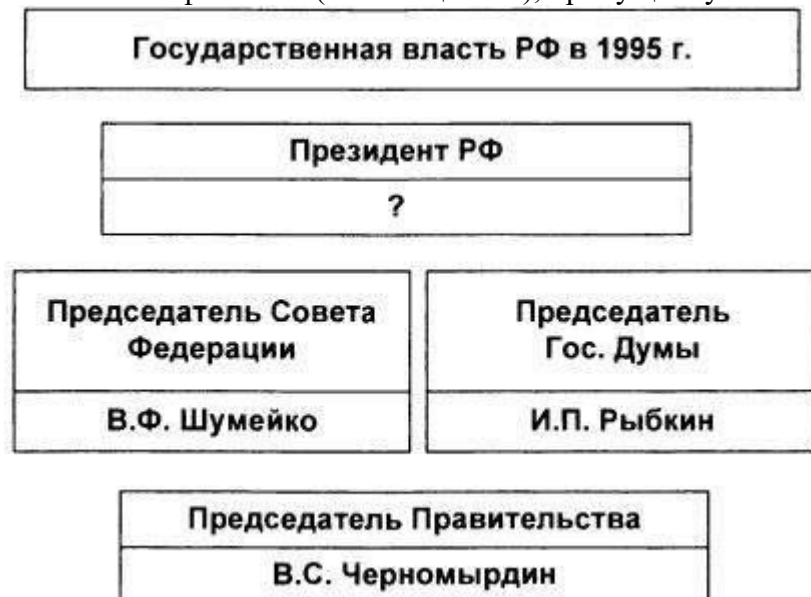 Государственная власть РФ в 1995 г.
Президент РФ
?
Председатель Совета
Федерации
В.Ф. Шумейко
Председатель
Гос. Думы
И.П. Рыбкин
Председатель Правительства
В.С. Черномырдин